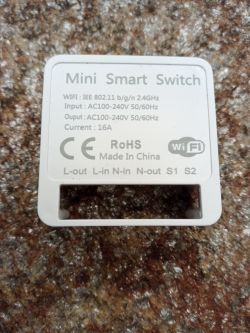 Mini Smart Switch
WIFI : IEE 802.11 b/g/n 2.4GHz
Input : AC100-240V 50/60Hz
Ouput : AC100-240V 50/60Hz
Current : 16A
CE RoHS
Made In China
WiFi
L-out L-in N-in N-out S1 S2